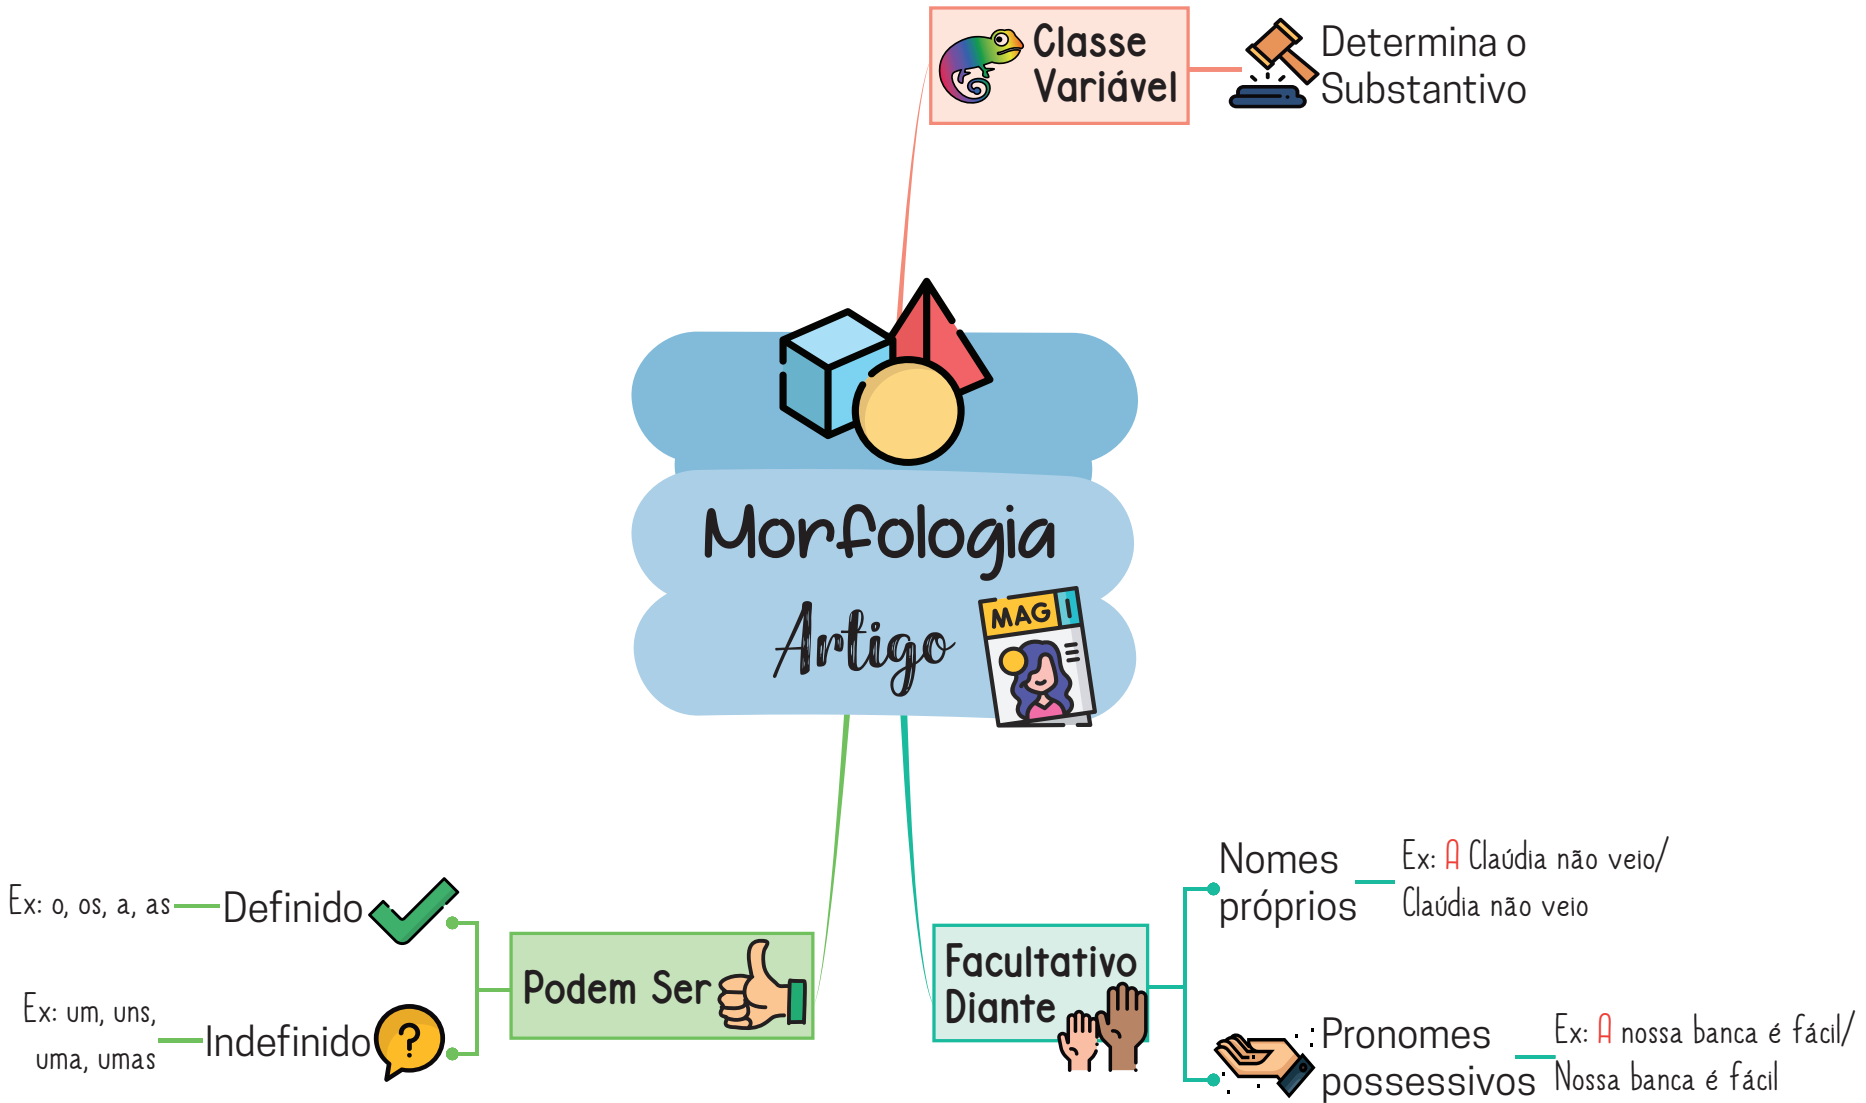 Classe
Variável
Determina o
Substantivo
Morfologia
Artigo
MAG
Podem Ser
Definido
Ex: o, os, a, as
Indefinido
Ex: um, uns,
uma, umas
Facultativo
Diante
Nomes
próprios
Ex: A Claúdia não veio/
Claúdia não veio
Pronomes
possessivos
Ex: A nossa banca é fácil/
Nossa banca é fácil